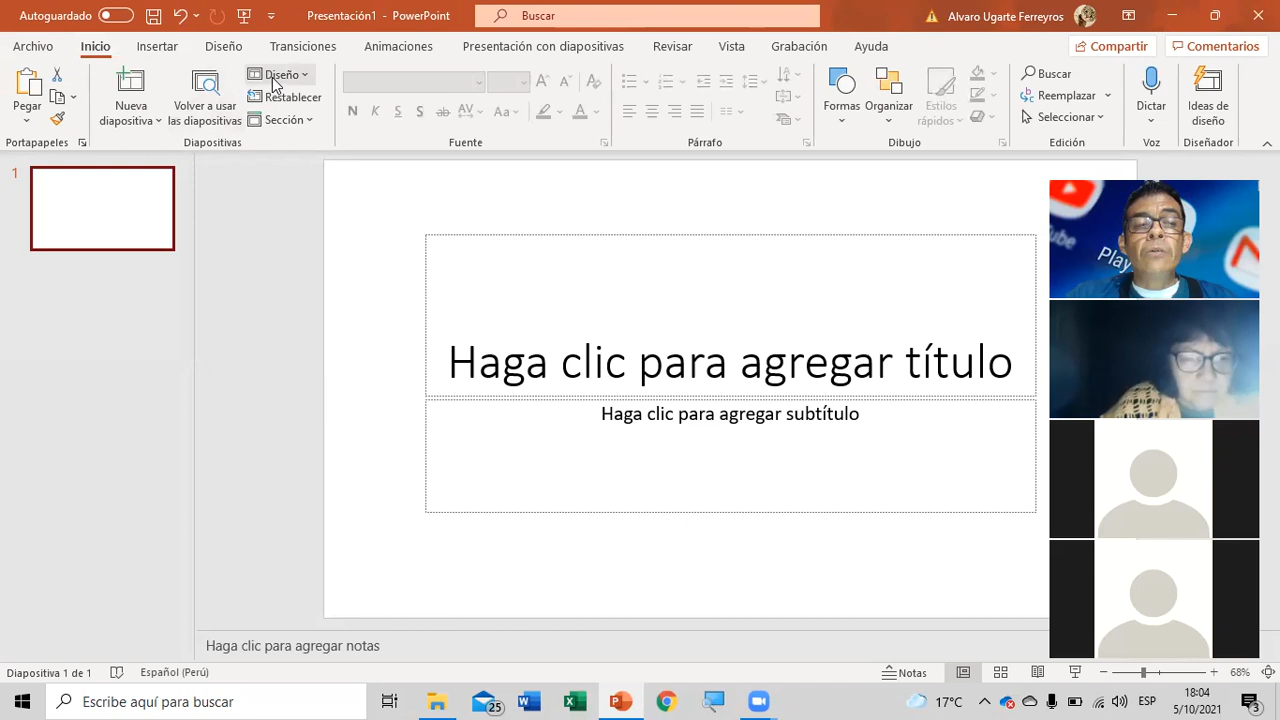 Autoguardado
Presentación1 - PowerPoint
Buscar
Alvaro Ugarte Ferreyros
Archivo Inicio Insertar Diseño Transiciones Animaciones Presentación con diapositivas Revisar Vista Grabación Ayuda
Compartir
Comentarios
Pegar
Portapapeles
Nueva
diapositiva
Volver a usar
las diapositivas
Diseño
Restablecer
Sección
Diapositivas
N K S S ab AV Aa A
Fuente
Párrafo
Formas
Organizar
Estilos
rápidos
Dibujo
Buscar
Reemplazar
Seleccionar
Edición
Dictar
Voz
Ideas de
diseño
Diseñador
1
Haga clic para agregar título
Haga clic para agregar subtítulo
Play
Haga clic para agregar notas
Diapositiva 1 de 1
Español (Perú)
Notas
68%
Escribe aquí para buscar
25
17°C
ESP
18:04
5/10/2021
3